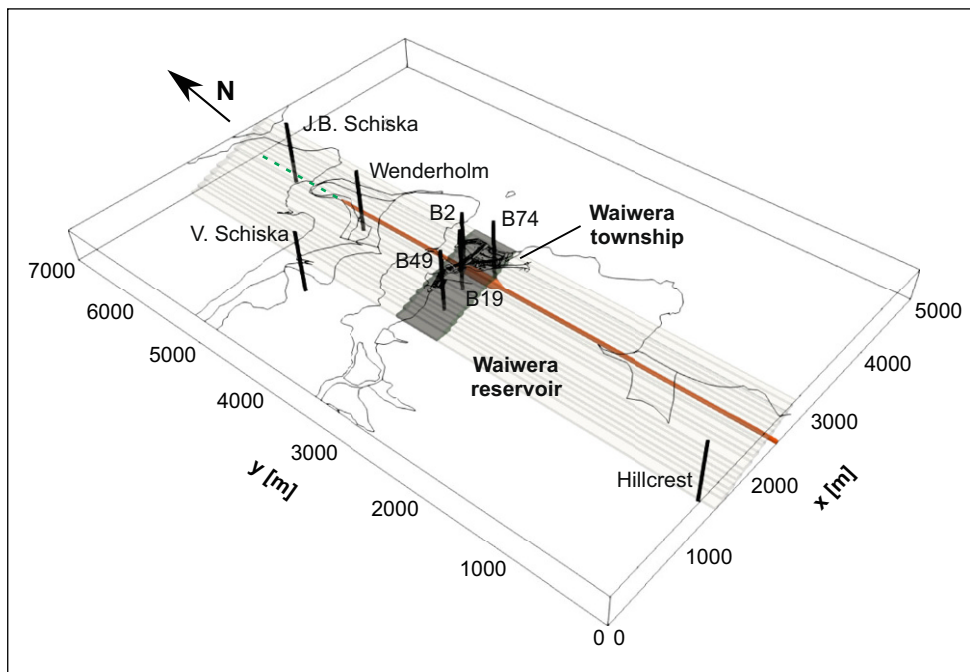 N
J.B. Schiska
Wenderholm
B2
B74
Waiwera
township
V. Schiska
B49
B19
7000
6000
5000
4000
3000
2000
1000
0 0
y [m]
Waiwera
reservoir
5000
4000
3000
2000
1000
x [m]
Hillcrest